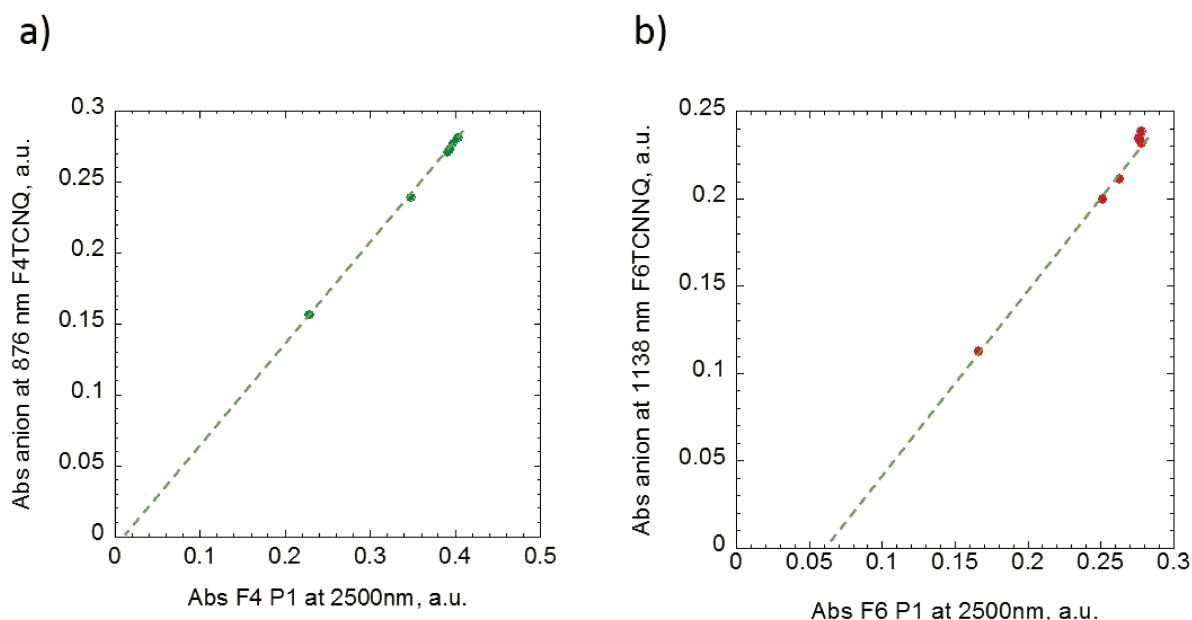 a)
b)
Abs anion at 876 nm F4TCNQ, a.u.
0.3
0.25
0.2
0.15
0.1
0.05
0
0 0.1 0.2 0.3 0.4 0.5
Abs F4 P1 at 2500nm, a.u.
Abs anion at 1138 nm F6TCNNQ, a.u.
0.25
0.2
0.15
0.1
0.05
0
0 0.05 0.1 0.15 0.2 0.25 0.3
Abs F6 P1 at 2500nm, a.u.